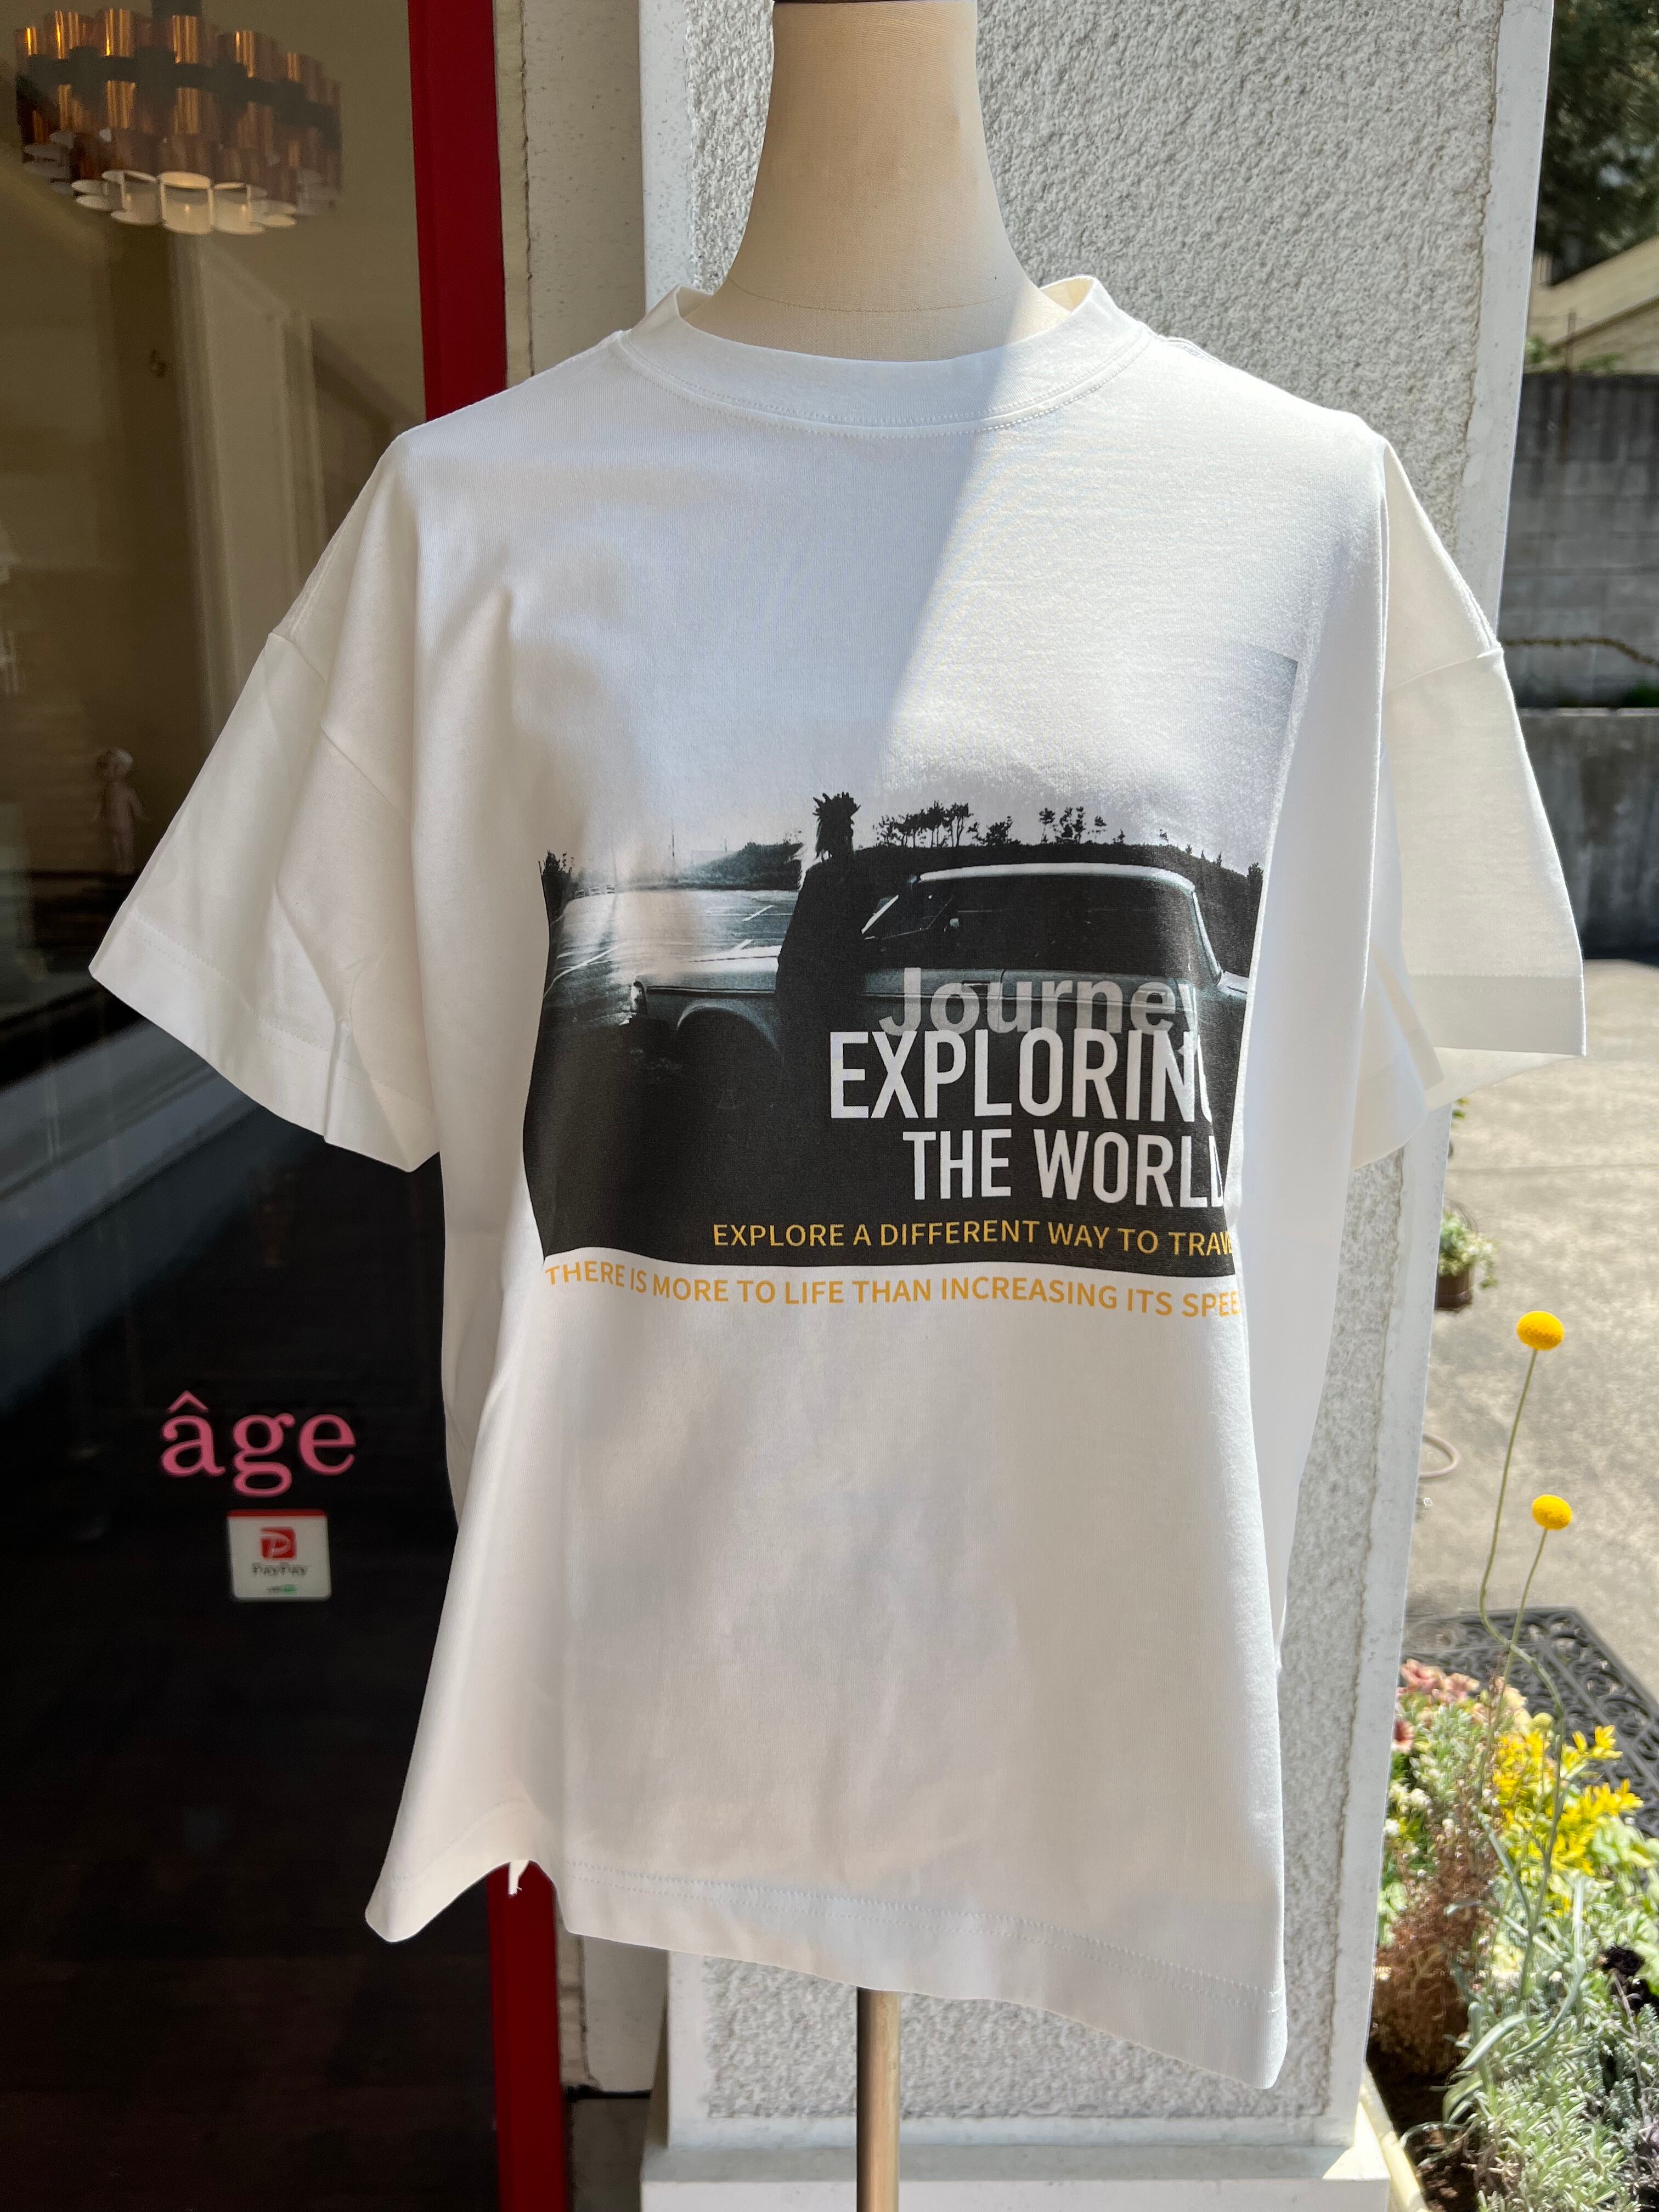 Journey
EXPLORING
THE WORLD
EXPLORE A DIFFERENT WAY TO TRAVE
THERE IS MORE TO LIFE THAN INCREASING ITS SPEE
âge
PayPay